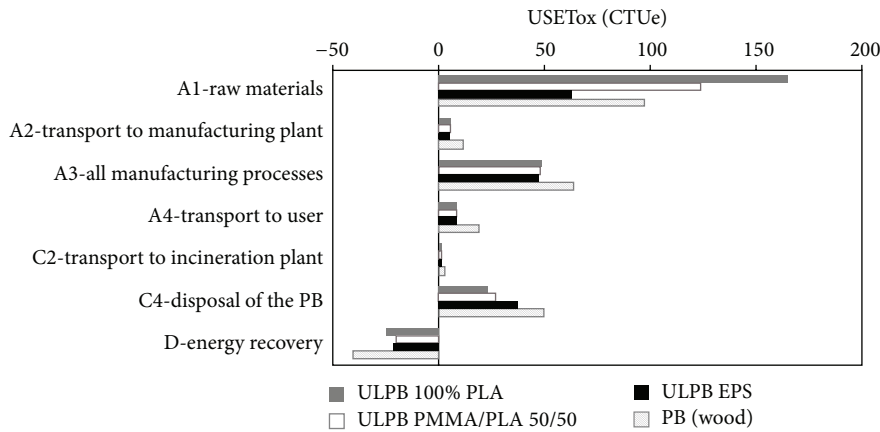 USETox (CTUe)
−50 0 50 100 150 200
A1-raw materials
A2-transport to manufacturing plant
A3-all manufacturing processes
A4-transport to user
C2-transport to incineration plant
C4-disposal of the PB
D-energy recovery
ULPB 100% PLA ULPB EPS
ULPB PMMA/PLA 50/50 PB (wood)